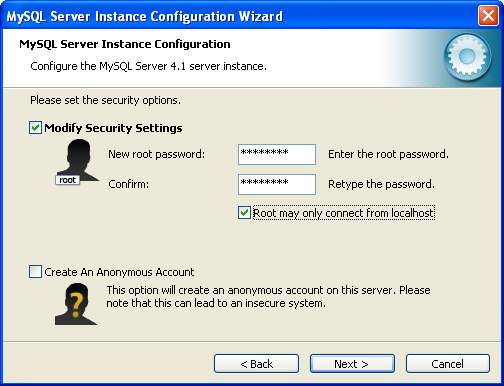 MySQL Server Instance Configuration Wizard
MySQL Server Instance Configuration
Configure the MySQL Server 4.1 server instance.
Please set the security options.
Modify Security Settings
root
New root password: ******** Enter the root password.
Confirm: ******** Retype the password.
Root may only connect from localhost
Create An Anonymous Account
This option will create an anonymous account on this server. Please
note that this can lead to an insecure system.
< Back Next > Cancel